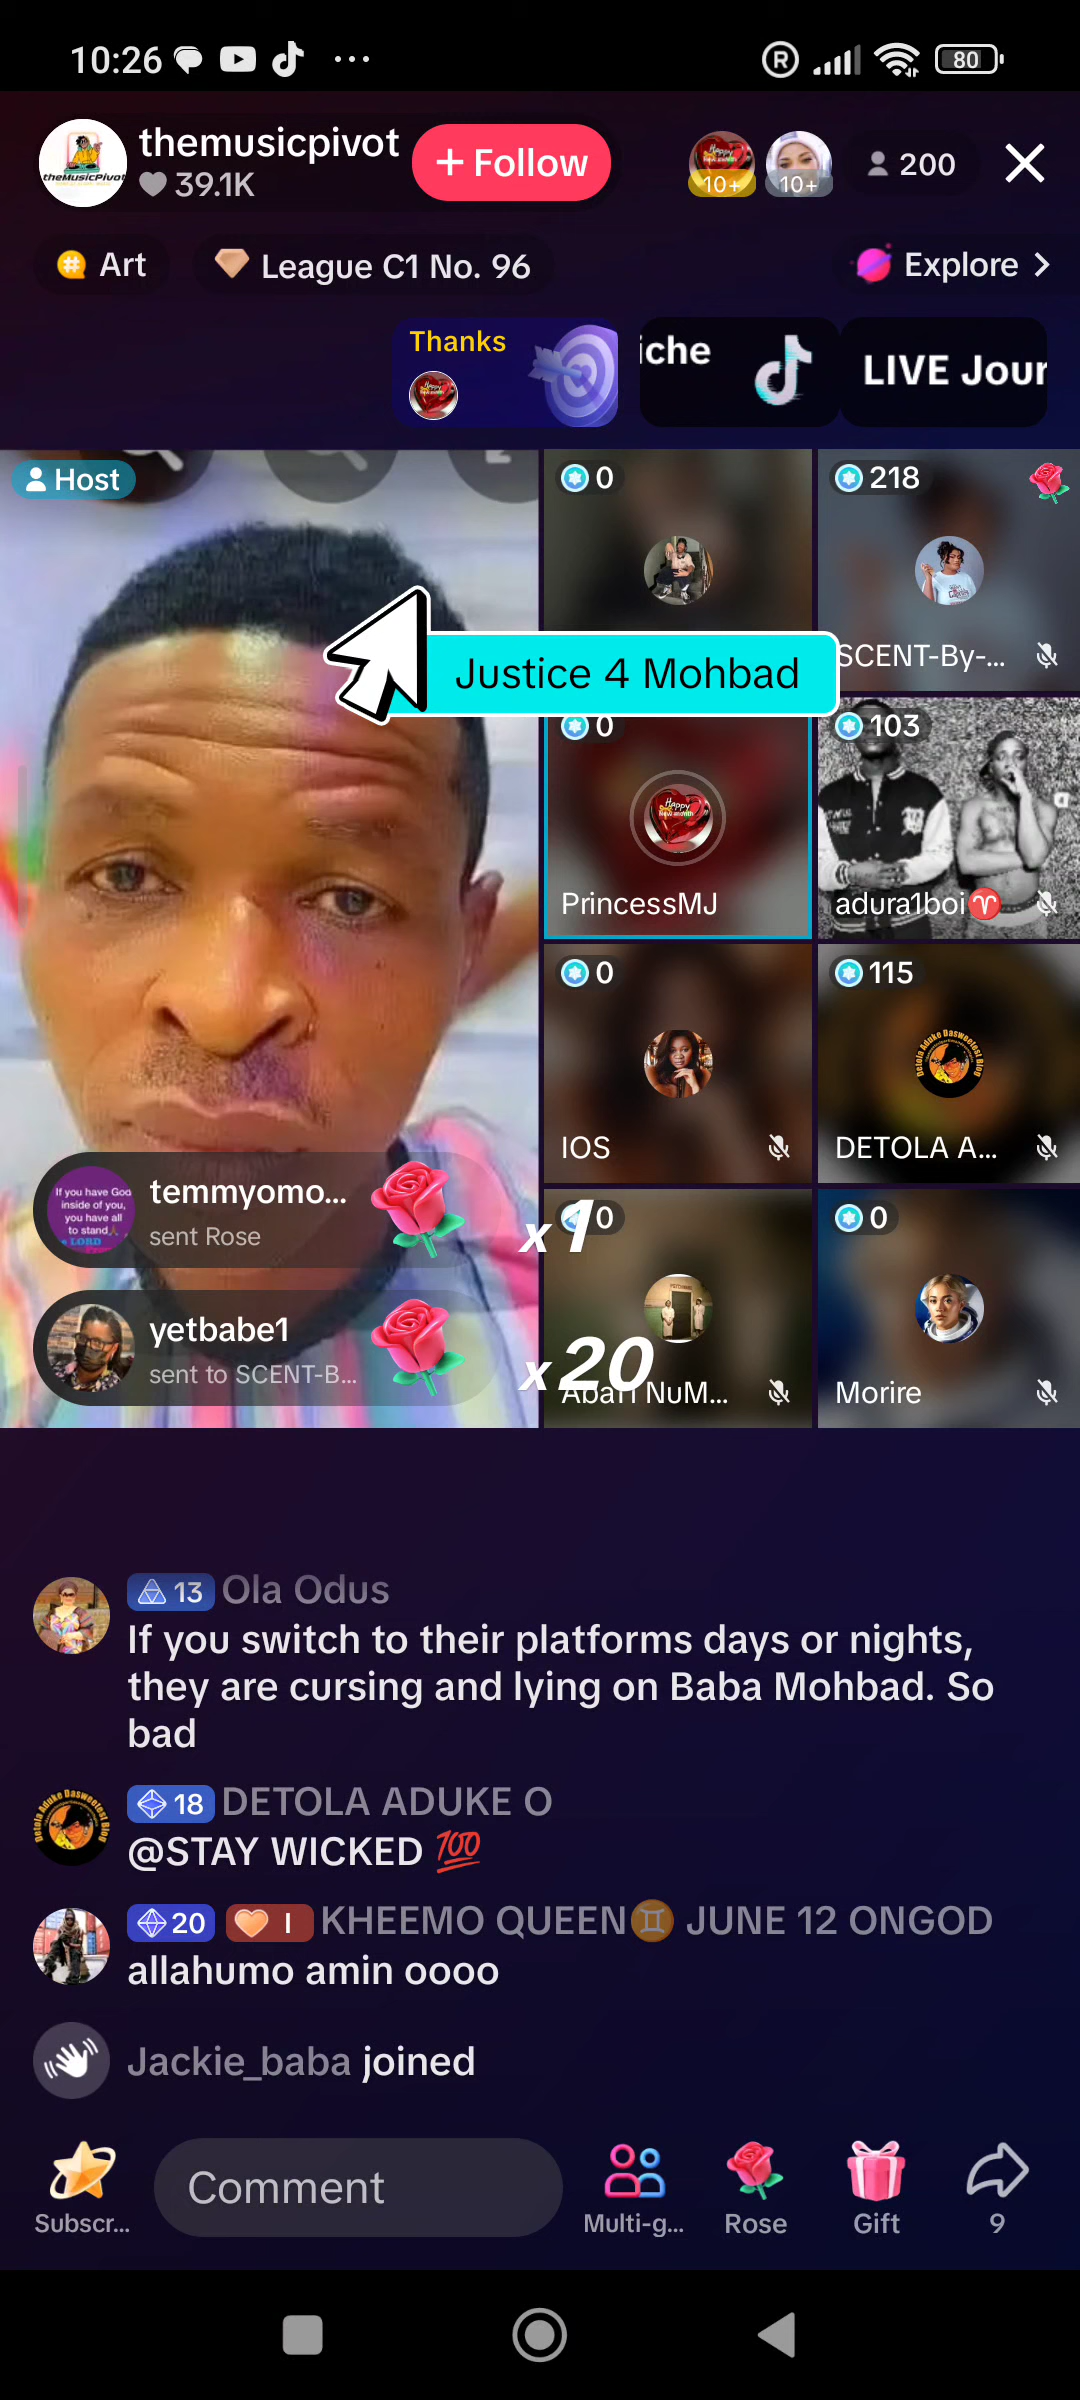 10:26
80
themusicpivot
39.1K
+ Follow
10+
10+
200
Art
League C1 No. 96
Explore
Thanks
iche
LIVE Jour
Host
0
218
Justice 4 Mohbad
SCENT-By-...
0
103
PrincessMJ
adura1boi♈
0
115
IOS
DETOLA A...
temmyomo...
sent Rose
x1
0
0
yetbabe1
sent to SCENT-B...
x20
NuM...
Morire
13 Ola Odus
If you switch to their platforms days or nights,
they are cursing and lying on Baba Mohbad. So
bad
18 DETOLA ADUKE O
@STAY WICKED 💯
20 I KHEEMO QUEEN♊ JUNE 12 ONGOD
allahumo amin oooo
Jackie_baba joined
Subscr...
Comment
Multi-g...
Rose
Gift
9